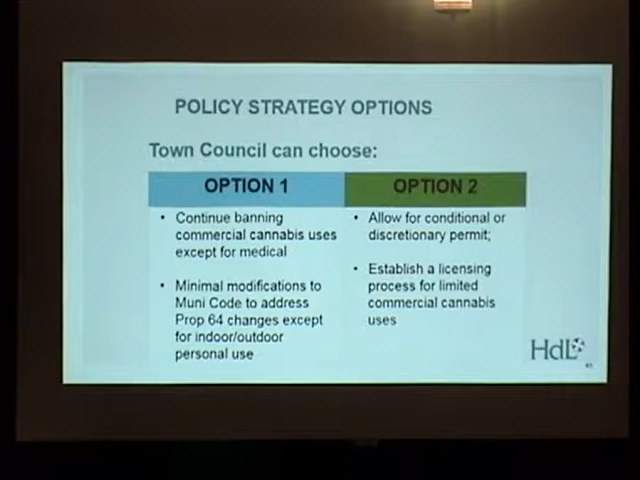 POLICY STRATEGY OPTIONS
Town Council can choose:
OPTION 1
• Continue banning
commercial cannabis uses
except for medical
• Minimal modifications to
Muni Code to address
Prop 64 changes except
for indoor/outdoor
personal use
OPTION 2
• Allow for conditional or
discretionary permit;
• Establish a licensing
process for limited
commercial cannabis
uses
HdL